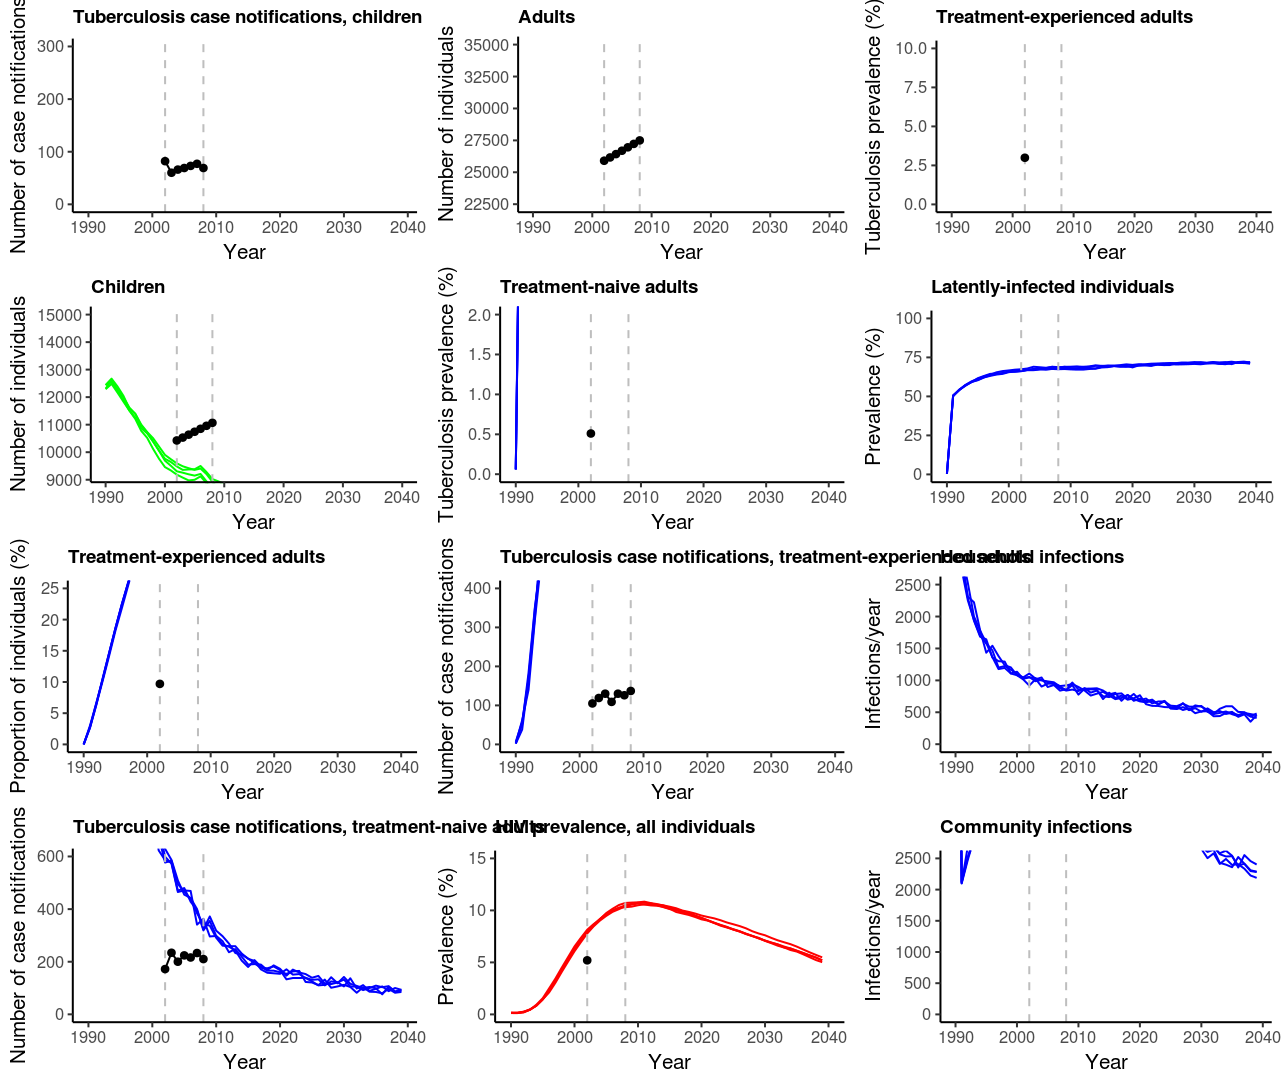 Tuberculosis case notifications, children
Number of case notifications
300
200
100
0
1990 2000 2010 2020 2030 2040
Year
Adults
Number of individuals
35000
32500
30000
27500
25000
22500
1990 2000 2010 2020 2030 2040
Year
Treatment-experienced adults
Tuberculosis prevalence (%)
10.0
7.5
5.0
2.5
0.0
1990 2000 2010 2020 2030 2040
Year
Children
Number of individuals
15000
14000
13000
12000
11000
10000
9000
1990 2000 2010 2020 2030 2040
Year
Treatment-naive adults
Tuberculosis prevalence (%)
2.0
1.5
1.0
0.5
0.0
1990 2000 2010 2020 2030 2040
Year
Latently-infected individuals
Prevalence (%)
100
75
50
25
0
1990 2000 2010 2020 2030 2040
Year
Treatment-experienced adults
Proportion of individuals (%)
25
20
15
10
5
0
1990 2000 2010 2020 2030 2040
Year
Tuberculosis case notifications, treatment-experienced adults
Number of case notifications
400
300
200
100
0
1990 2000 2010 2020 2030 2040
Year
Household infections
Infections/year
2500
2000
1500
1000
500
0
1990 2000 2010 2020 2030 2040
Year
Tuberculosis case notifications, treatment-naive adults
Number of case notifications
600
400
200
0
1990 2000 2010 2020 2030 2040
Year
HIV prevalence, all individuals
Prevalence (%)
15
10
5
0
1990 2000 2010 2020 2030 2040
Year
Community infections
Infections/year
2500
2000
1500
1000
500
0
1990 2000 2010 2020 2030 2040
Year